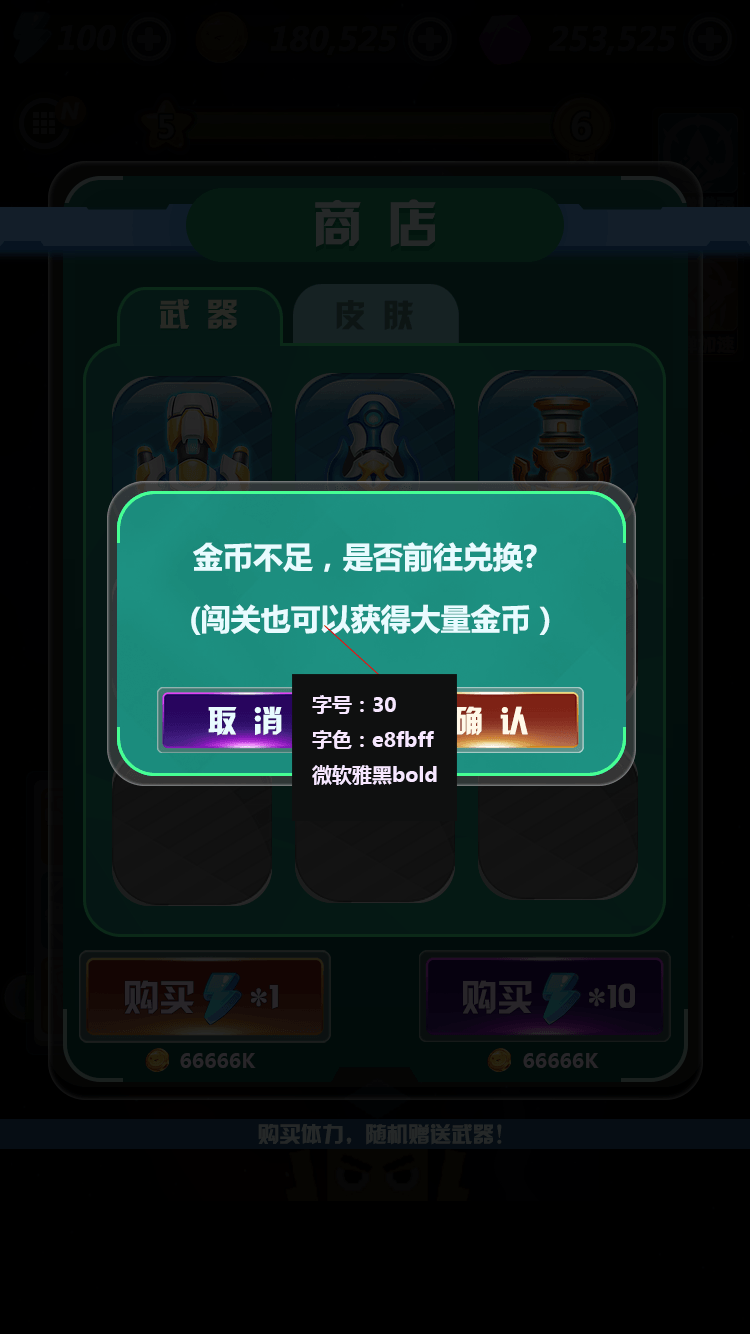 100
180,525
253,525
5
6
商 店
武 器
皮 肤
金币不足，是否前往兑换?
(闯关也可以获得大量金币 )
取 消
确 认
字号：30
字色：e8fbff
微软雅黑bold
购买
*1
购买
*10
66666K
66666K
购买体力，随机赠送武器!